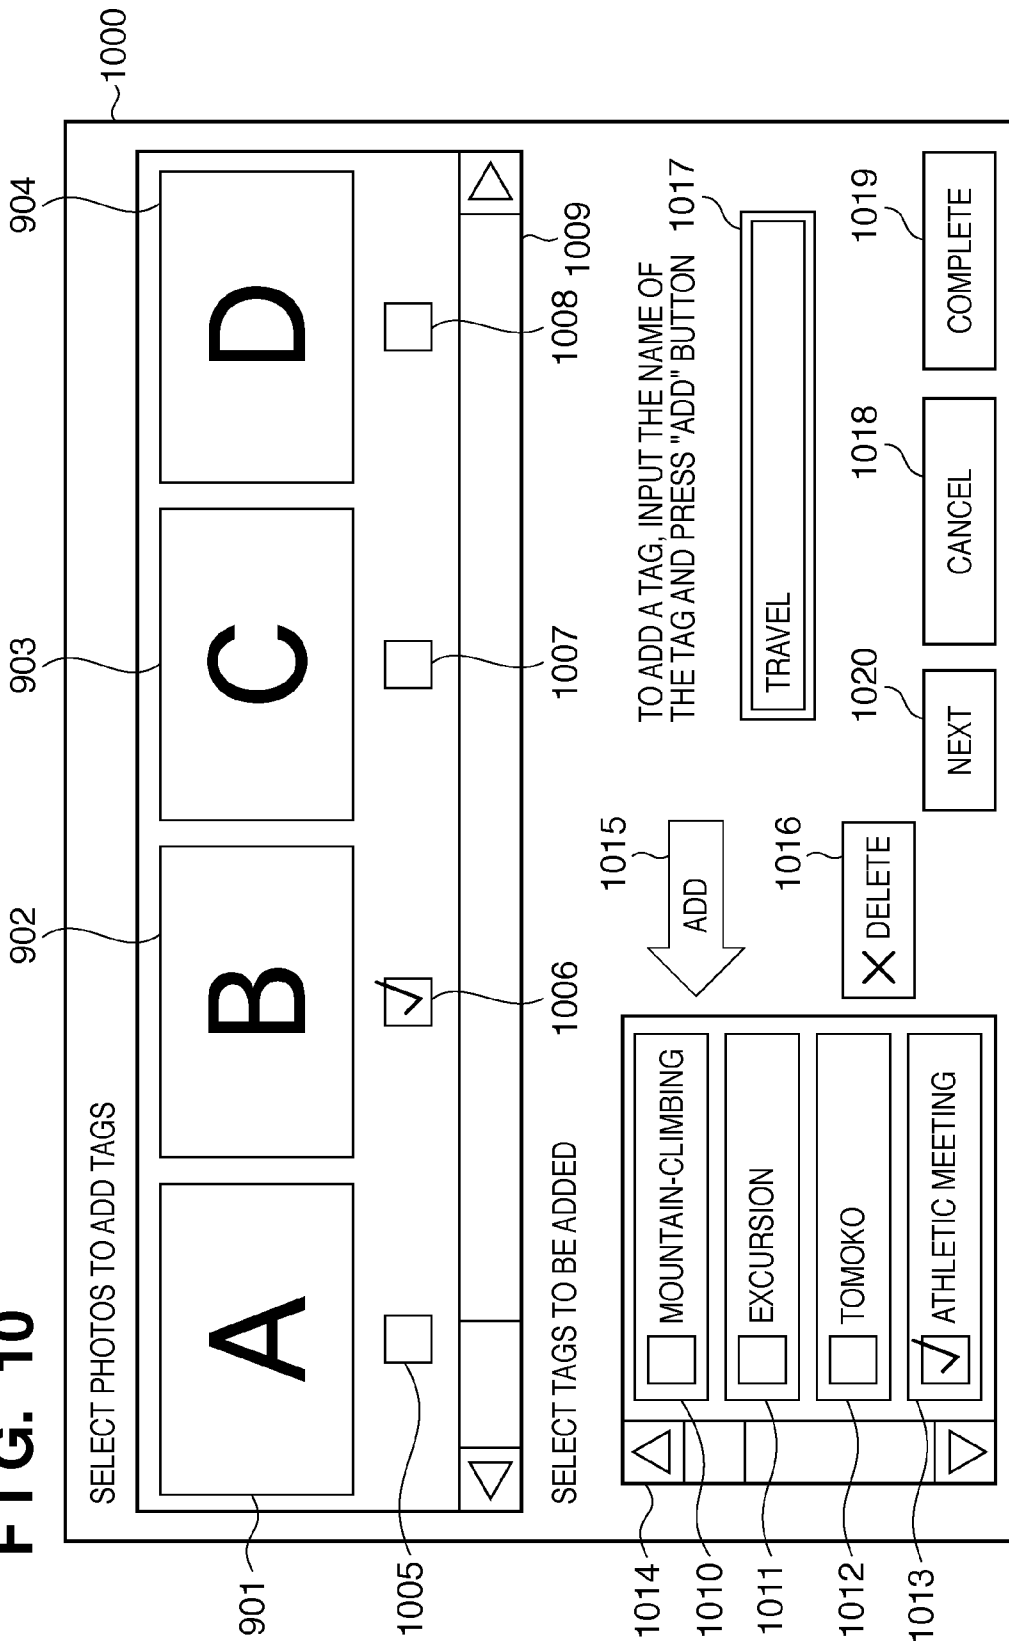 FIG. 10
1000
SELECT PHOTOS TO ADD TAGS
902
903
904
A
B
C
D
901
1005
1006
1007
1008
1009
SELECT TAGS TO BE ADDED
1014
1010
MOUNTAIN-CLIMBING
1011
EXCURSION
1012
TOMOKO
1013
ATHLETIC MEETING
1015
ADD
1016
DELETE
TO ADD A TAG, INPUT THE NAME OF
THE TAG AND PRESS "ADD" BUTTON
1017
TRAVEL
1020
NEXT
1018
CANCEL
1019
COMPLETE